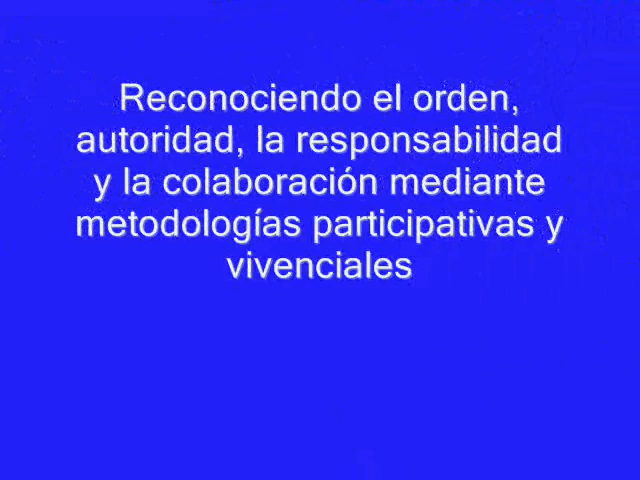 Reconociendo el orden,
autoridad, la responsabilidad
y la colaboración mediante
metodologías participativas y
vivenciales